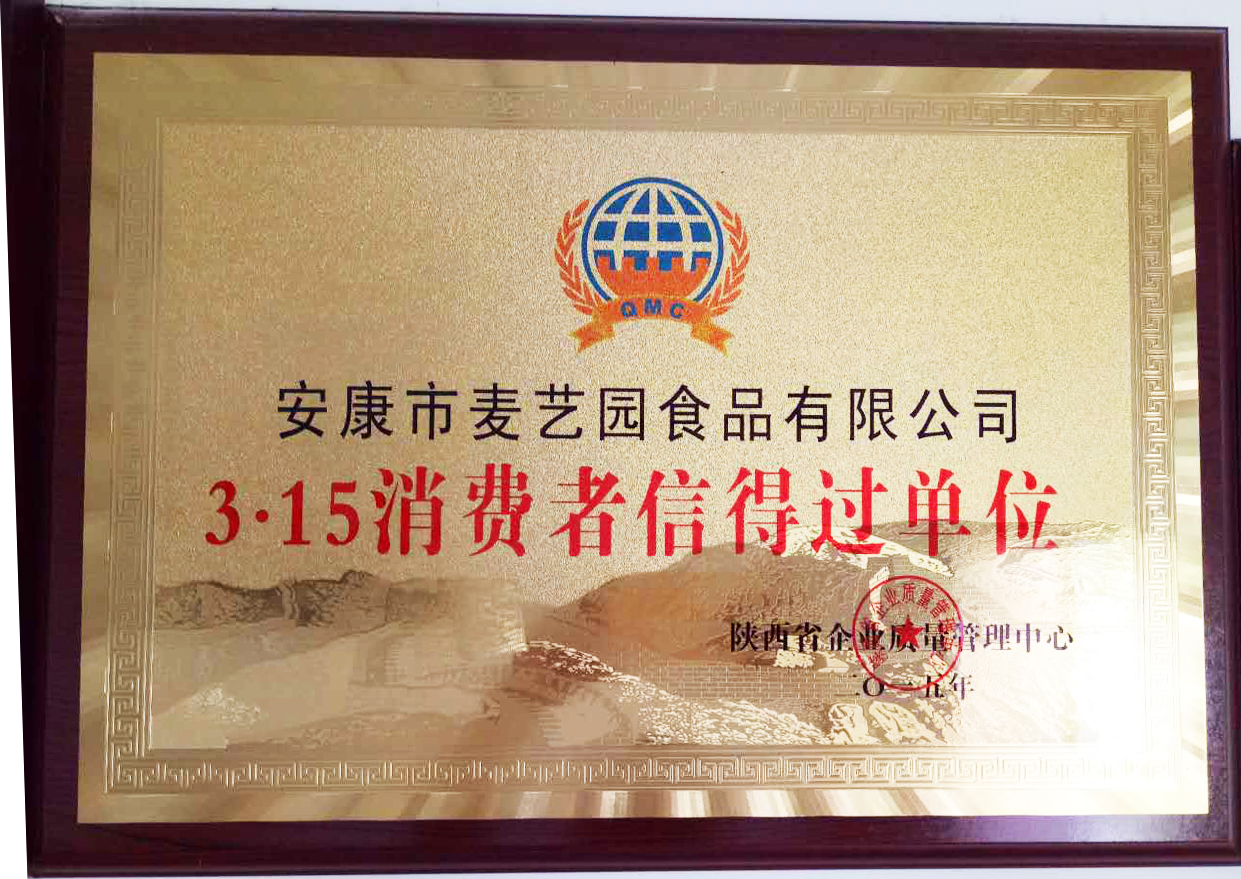 QMC
安康市麦艺园食品有限公司
3·15消费者信得过单位
陕西省企业质量管理中心
二〇一五年